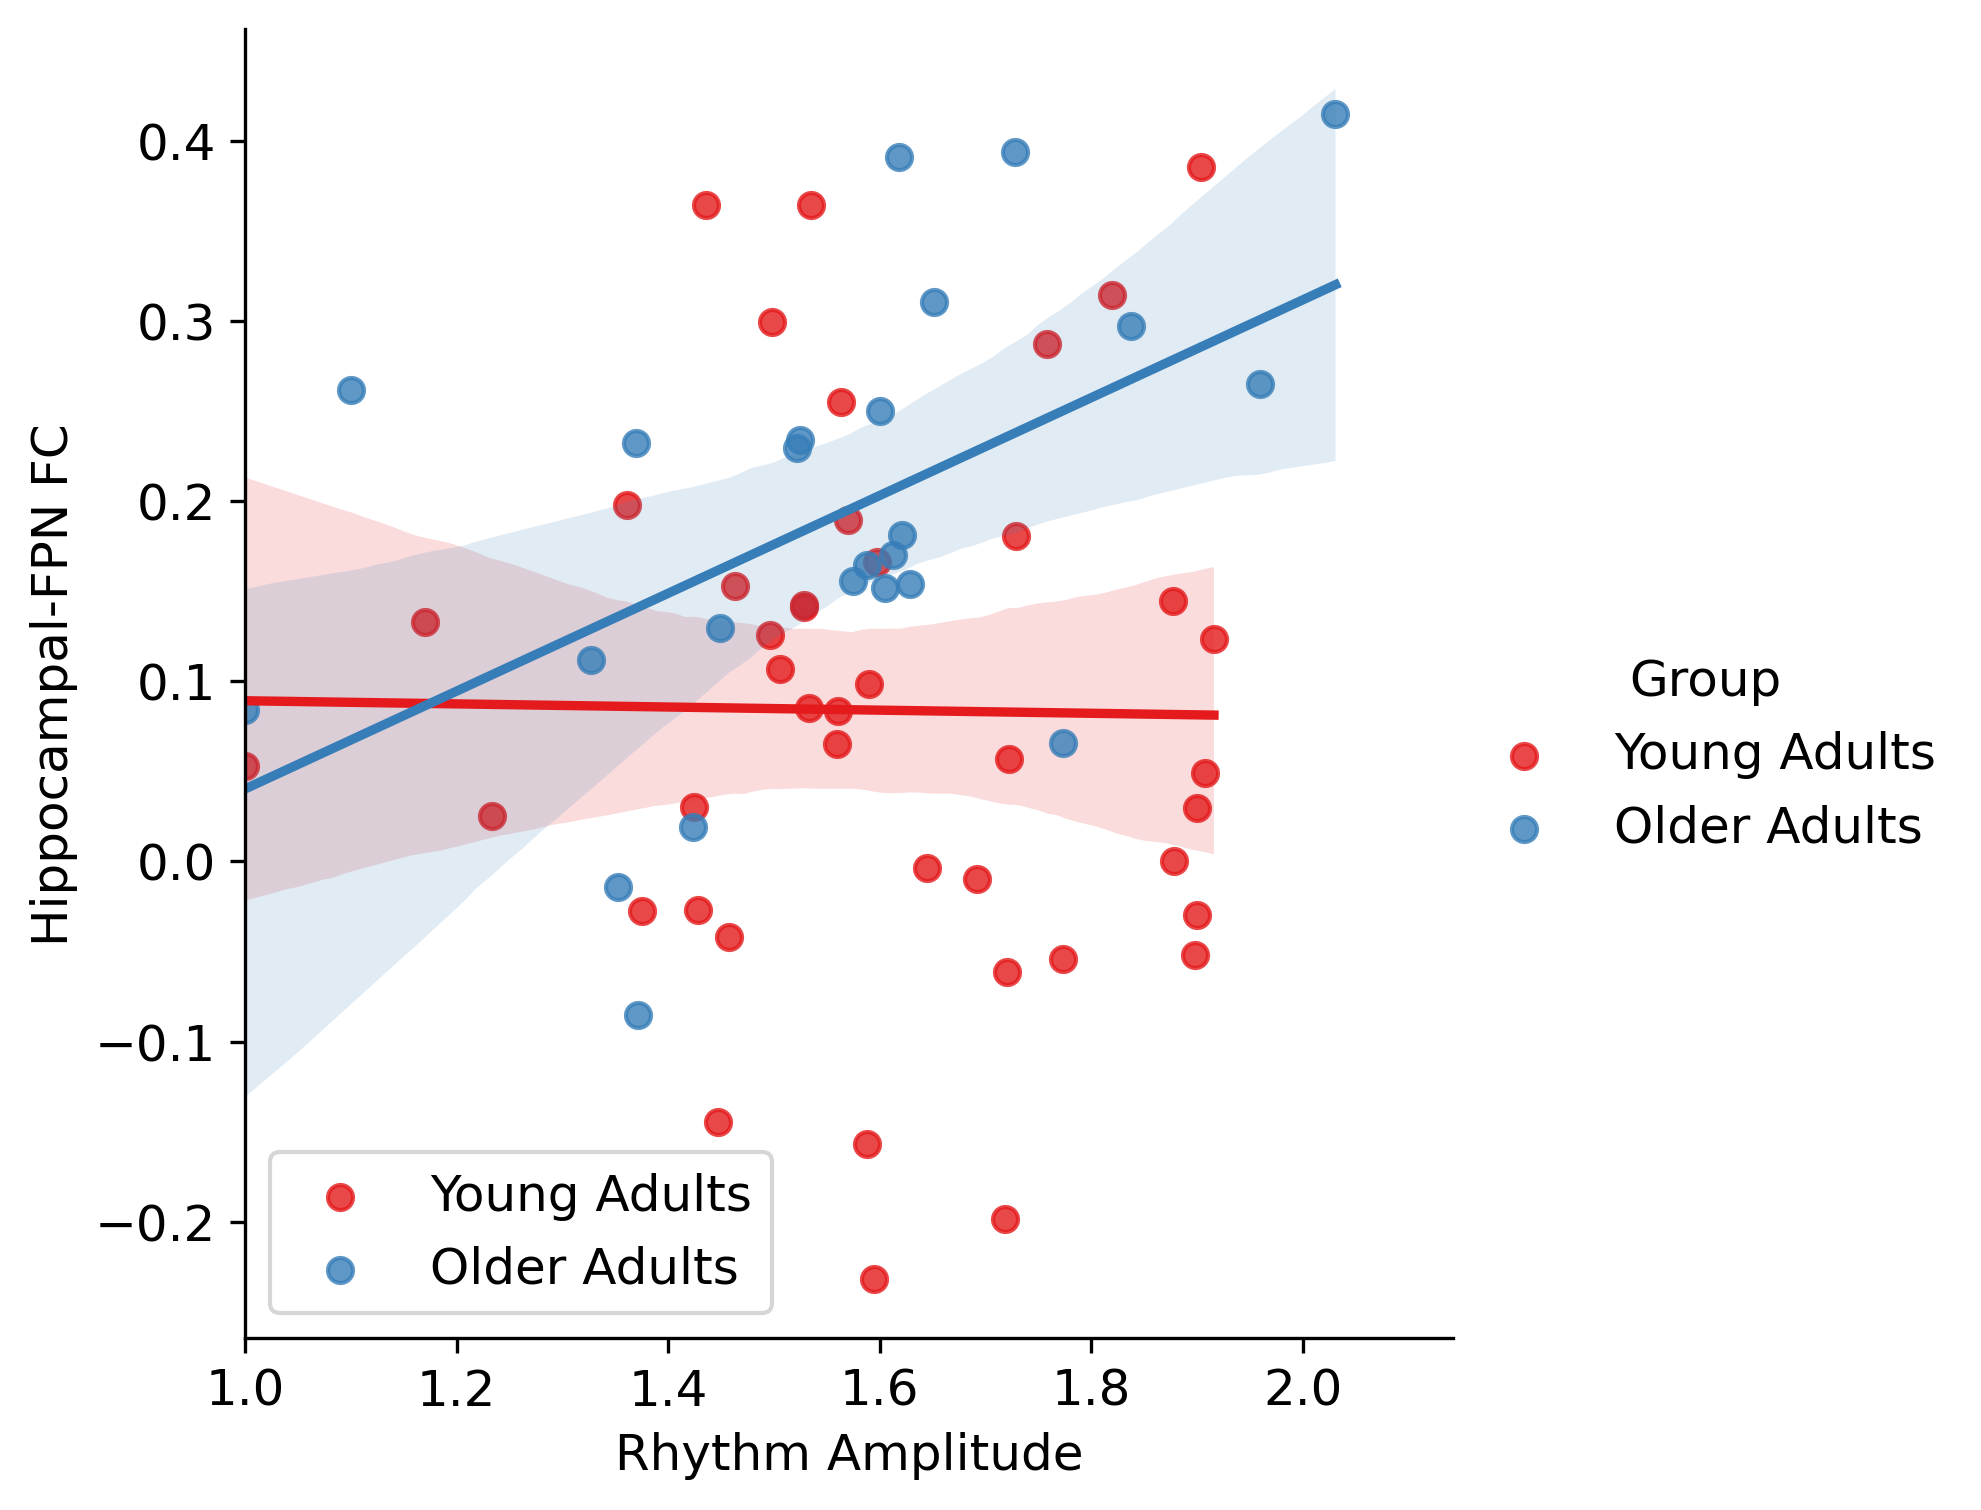 0.4
0.3
0.2
0.1
0.0
−0.1
−0.2
Hippocampal-FPN FC
1.0 1.2 1.4 1.6 1.8 2.0
Rhythm Amplitude
Young Adults
Older Adults
Group
Young Adults
Older Adults